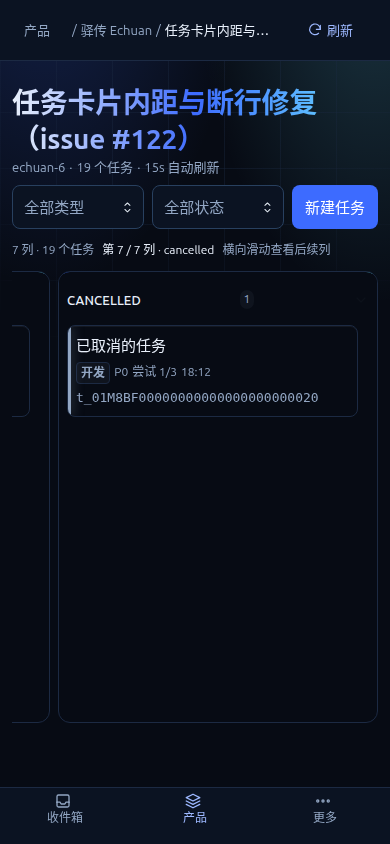 产品 / 驿传 Echuan / 任务卡片内距与... 刷新
任务卡片内距与断行修复
（issue #122）
echuan-6 · 19 个任务 · 15s 自动刷新
全部类型 全部状态 新建任务
7 列 · 19 个任务 第 7 / 7 列 · cancelled 横向滑动查看后续列
CANCELLED 1
已取消的任务
开发 P0 尝试 1/3 18:12
t_01M8BF00000000000000000000020
收件箱 产品 更多